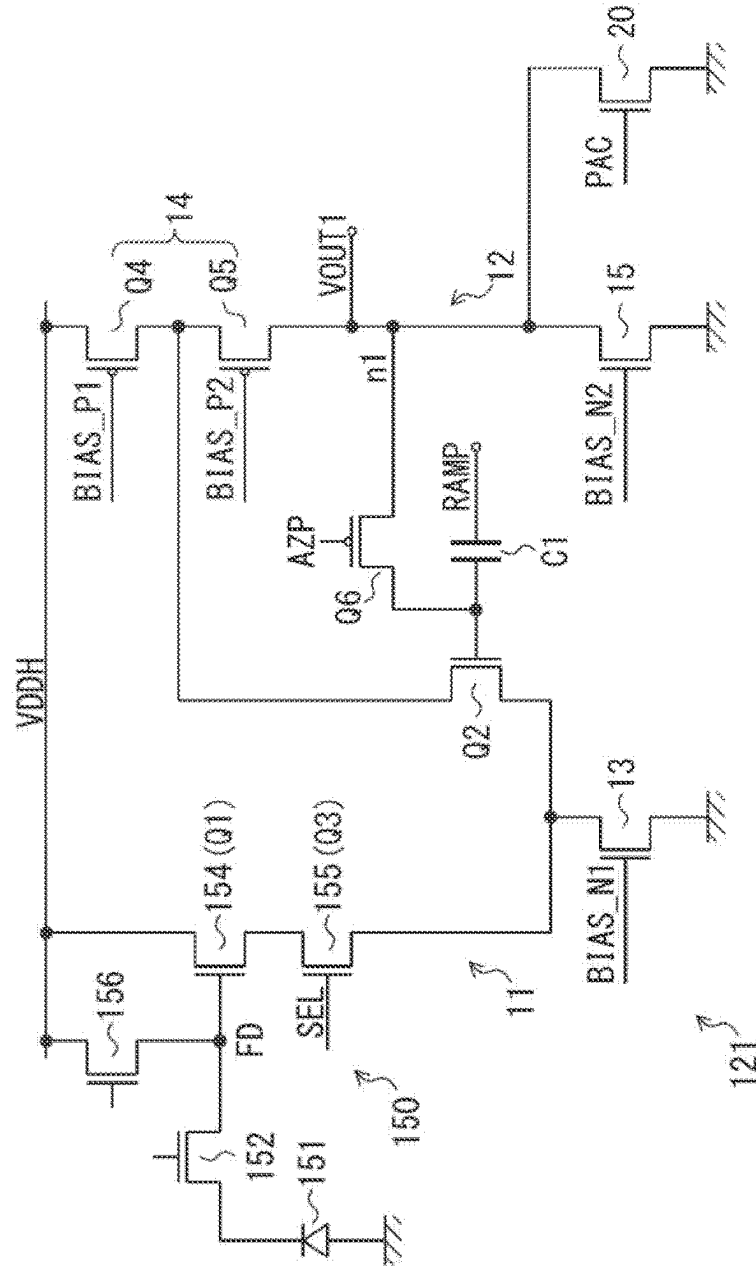 VDDH
156
FD
152
151
150
154(Q1)
SEL
155(Q3)
11
BIAS_N1
13
121
Q2
Q6
AZP
RAMP
C1
BIAS_P1
Q4
14
BIAS_P2
Q5
VOUT1
n1
12
BIAS_N2
15
PAC
20